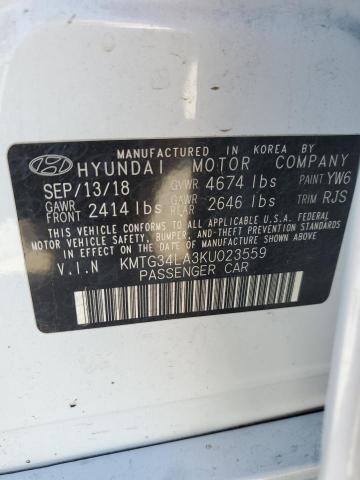 MANUFACTURED IN KOREA BY
HYUNDAI MOTOR COMPANY
SEP/13/18 GVWR 4674 lbs PAINT YW6
GAWR FRONT 2414 lbs GAWR REAR 2646 lbs TRIM RJS
THIS VEHICLE CONFORMS TO ALL APPLICABLE U.S.A. FEDERAL
MOTOR VEHICLE SAFETY, BUMPER, AND THEFT PREVENTION STANDARDS
IN EFFECT ON THE DATE OF MANUFACTURE SHOWN ABOVE.
V.I.N KMTG34LA3KU023559
PASSENGER CAR